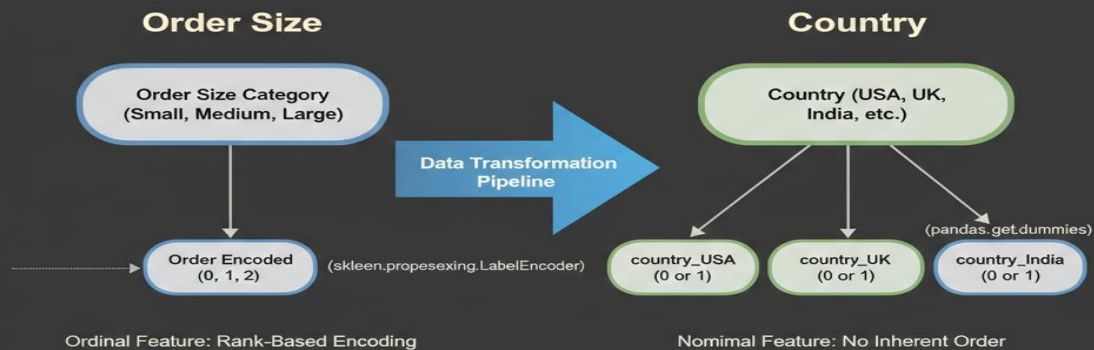 Order Size
Country
Order Size Category
(Small, Medium, Large)
Country (USA, UK,
India, etc.)
Data Transformation
Pipeline
(pandas.get.dummies)
Order Encoded
(0, 1, 2)
(skleen.propesexing.LabelEncoder)
country_USA
(0 or 1)
country_UK
(0 or 1)
country_India
(0 or 1)
Ordinal Feature: Rank-Based Encoding
Nomimal Feature: No Inherent Order